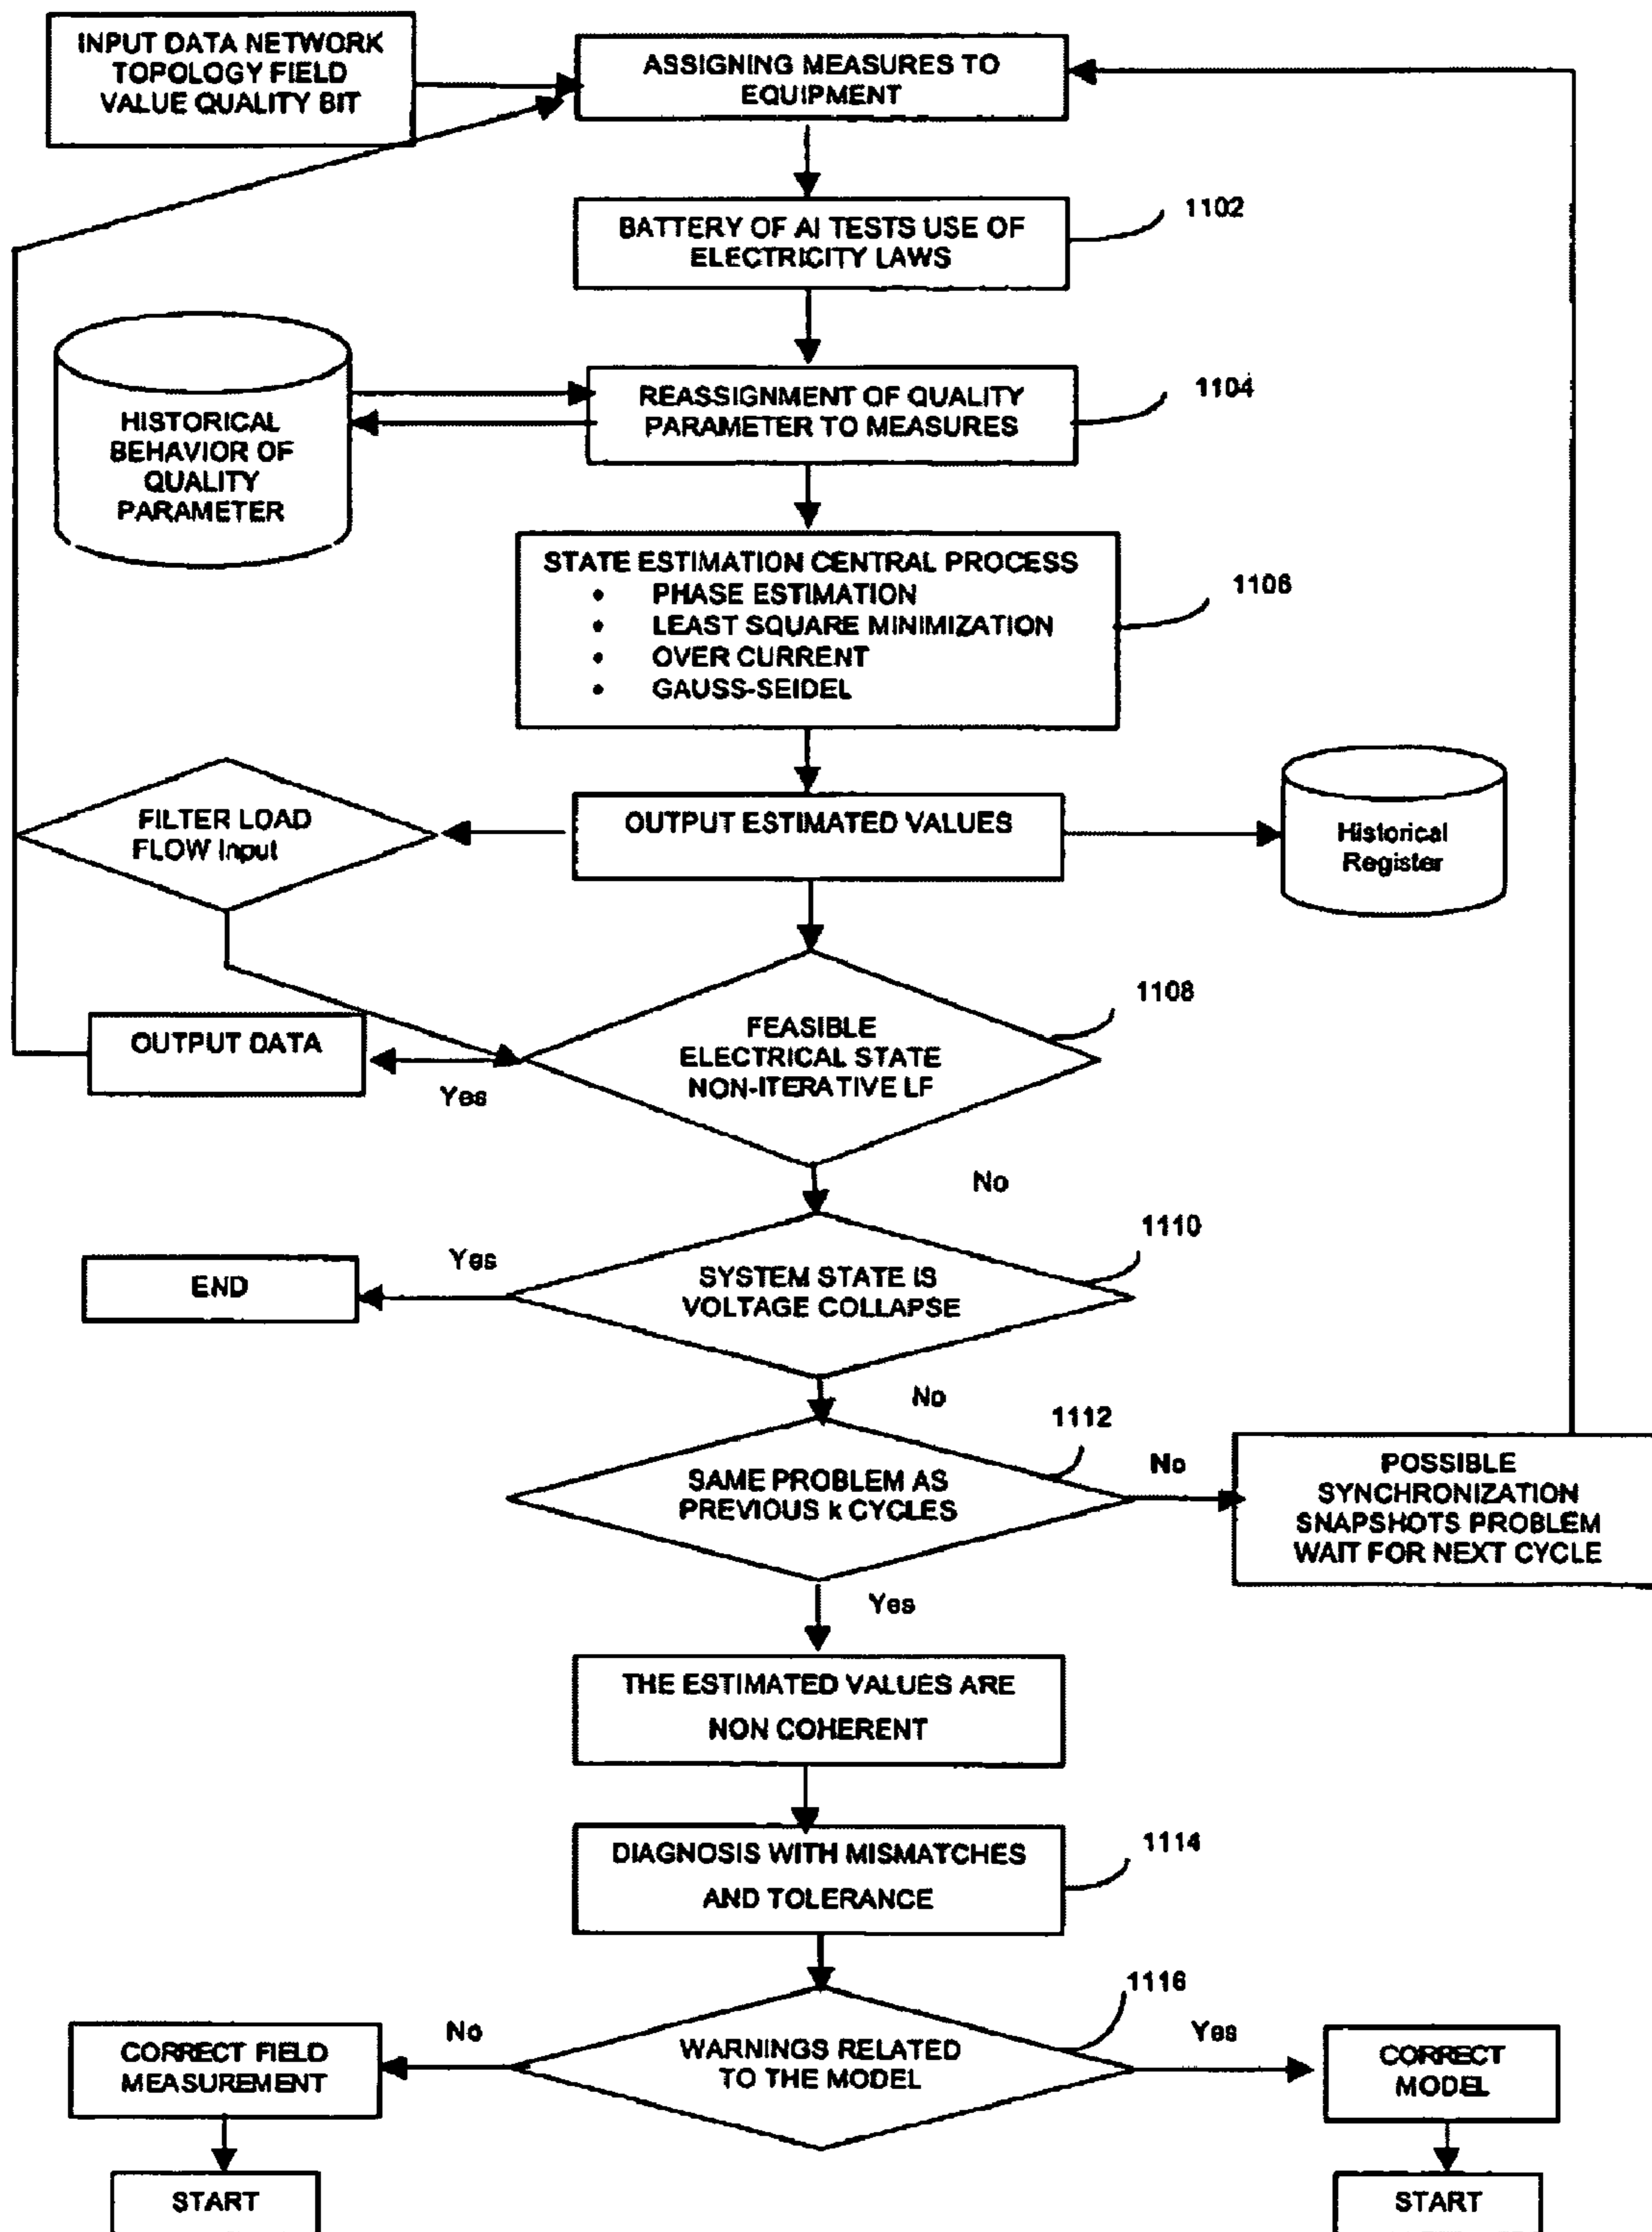 INPUT DATA NETWORK
TOPOLOGY FIELD
VALUE QUALITY BIT
ASSIGNING MEASURES TO
EQUIPMENT
BATTERY OF AI TESTS USE OF
ELECTRICITY LAWS
1102
HISTORICAL
BEHAVIOR OF
QUALITY
PARAMETER
REASSIGNMENT OF QUALITY
PARAMETER TO MEASURES
1104
STATE ESTIMATION CENTRAL PROCESS
• PHASE ESTIMATION
• LEAST SQUARE MINIMIZATION
• OVER CURRENT
• GAUSS-SEIDEL
1106
FILTER LOAD
FLOW Input
OUTPUT ESTIMATED VALUES
Historical
Register
OUTPUT DATA
Yes
FEASIBLE
ELECTRICAL STATE
NON-ITERATIVE LF
1108
No
END
Yes
SYSTEM STATE IS
VOLTAGE COLLAPSE
1110
No
SAME PROBLEM AS
PREVIOUS k CYCLES
1112
No
POSSIBLE
SYNCHRONIZATION
SNAPSHOTS PROBLEM
WAIT FOR NEXT CYCLE
Yes
THE ESTIMATED VALUES ARE
NON COHERENT
DIAGNOSIS WITH MISMATCHES
AND TOLERANCE
1114
CORRECT FIELD
MEASUREMENT
No
WARNINGS RELATED
TO THE MODEL
1116
Yes
CORRECT
MODEL
START
START